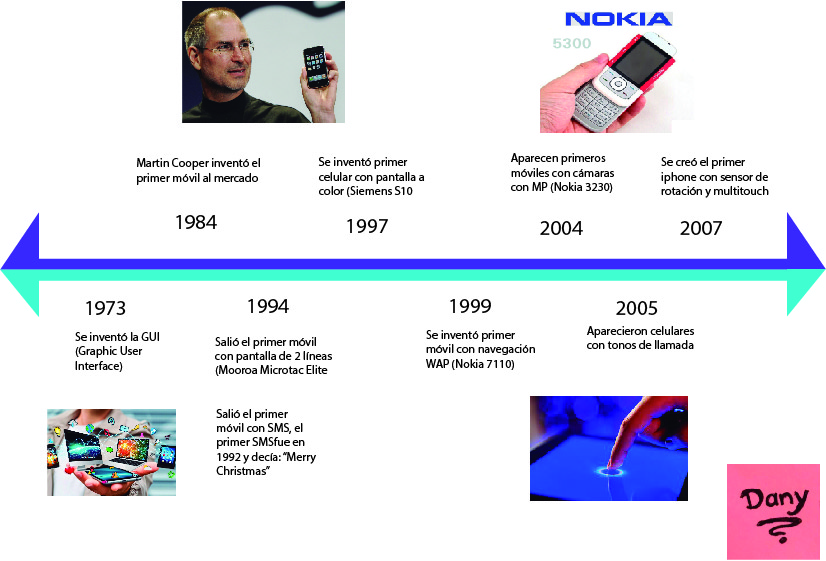 NOKIA
5300
Martin Cooper inventó el
primer móvil al mercado
1984
Se inventó primer
celular con pantalla a
color (Siemens S10
1997
Aparecen primeros
móviles con cámaras
con MP (Nokia 3230)
2004
Se creó el primer
iphone con sensor de
rotación y multitouch
2007
1973
Se inventó la GUI
(Graphic User
Interface)
1994
Salió el primer móvil
con pantalla de 2 líneas
(Mooroa Microtac Elite
Salió el primer
móvil con SMS, el
primer SMSfue en
1992 y decía: “Merry
Christmas”
1999
Se inventó primer
móvil con navegación
WAP (Nokia 7110)
2005
Aparecieron celulares
con tonos de llamada
Dany